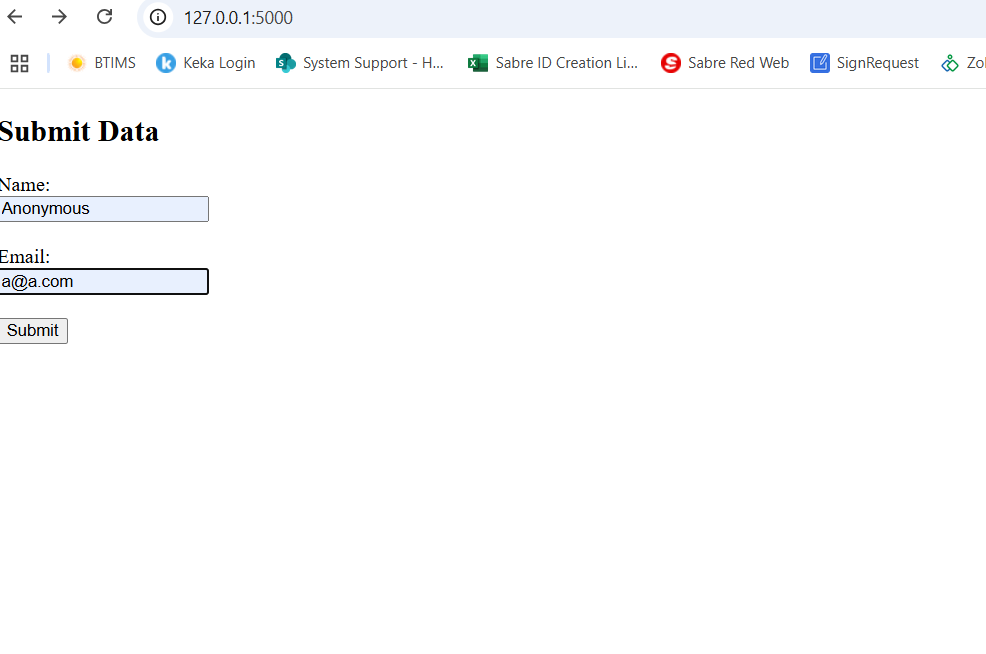 127.0.0.1:5000
BTIMS Keka Login System Support - H... Sabre ID Creation Li... Sabre Red Web SignRequest
Submit Data
Name:
Anonymous
Email:
a@a.com
Submit